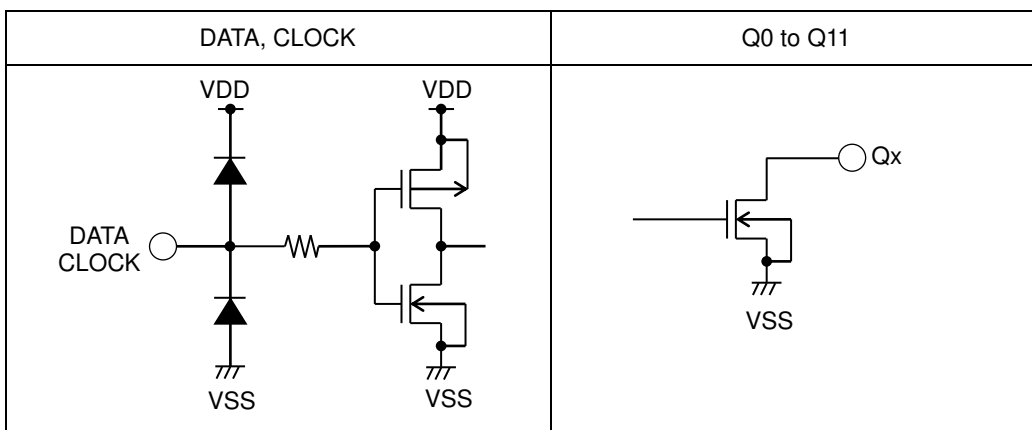 DATA, CLOCK
Q0 to Q11
VDD
VDD
DATA
CLOCK
VSS
VSS
Qx
VSS